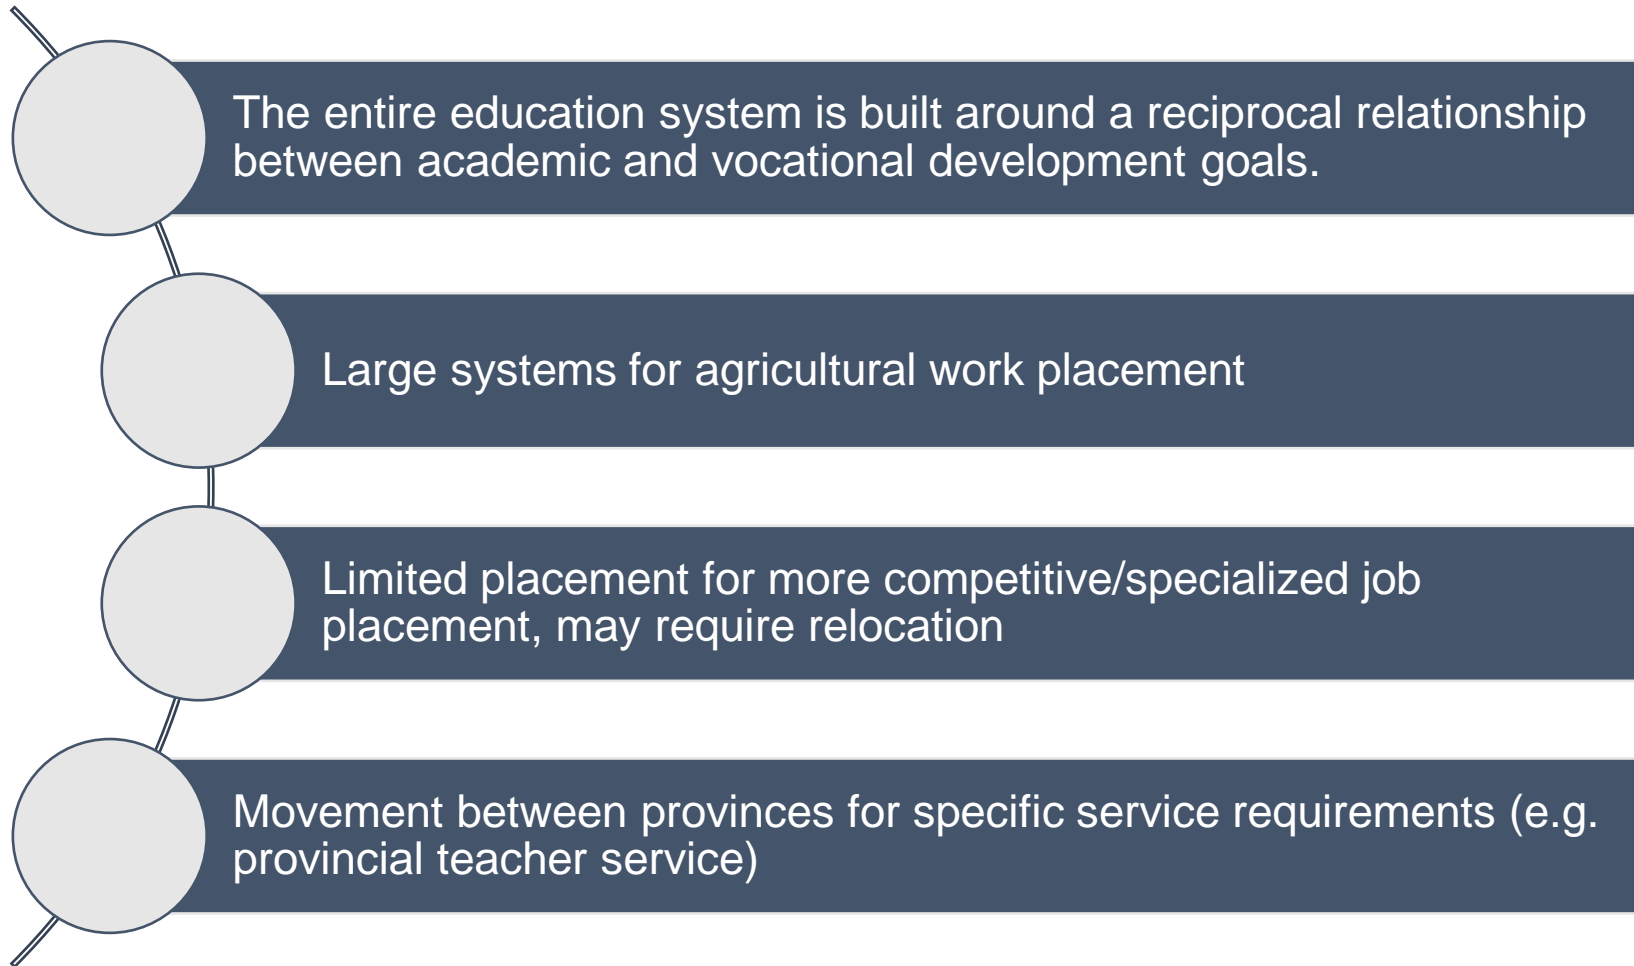 The entire education system is built around a reciprocal relationship
between academic and vocational development goals.
Large systems for agricultural work placement
Limited placement for more competitive/specialized job
placement, may require relocation
Movement between provinces for specific service requirements (e.g.
provincial teacher service)